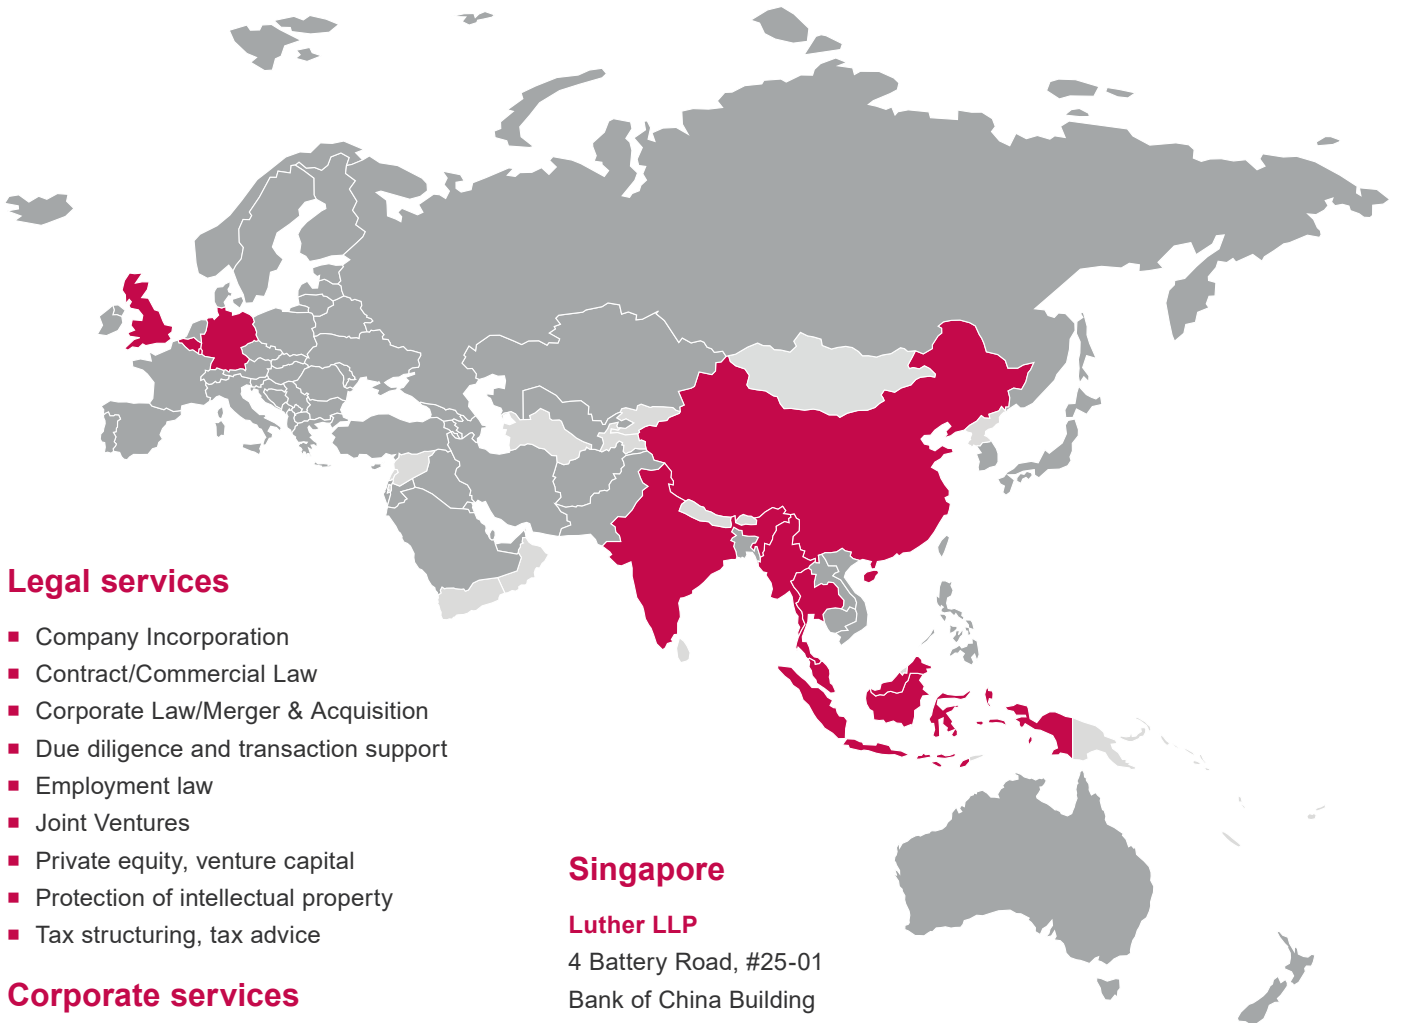 Legal services
Company Incorporation
Contract/Commercial Law
Corporate Law/Merger & Acquisition
Due diligence and transaction support
Employment law
Joint Ventures
Private equity, venture capital
Protection of intellectual property
Tax structuring, tax advice
Corporate services
Singapore
Luther LLP
4 Battery Road, #25-01
Bank of China Building